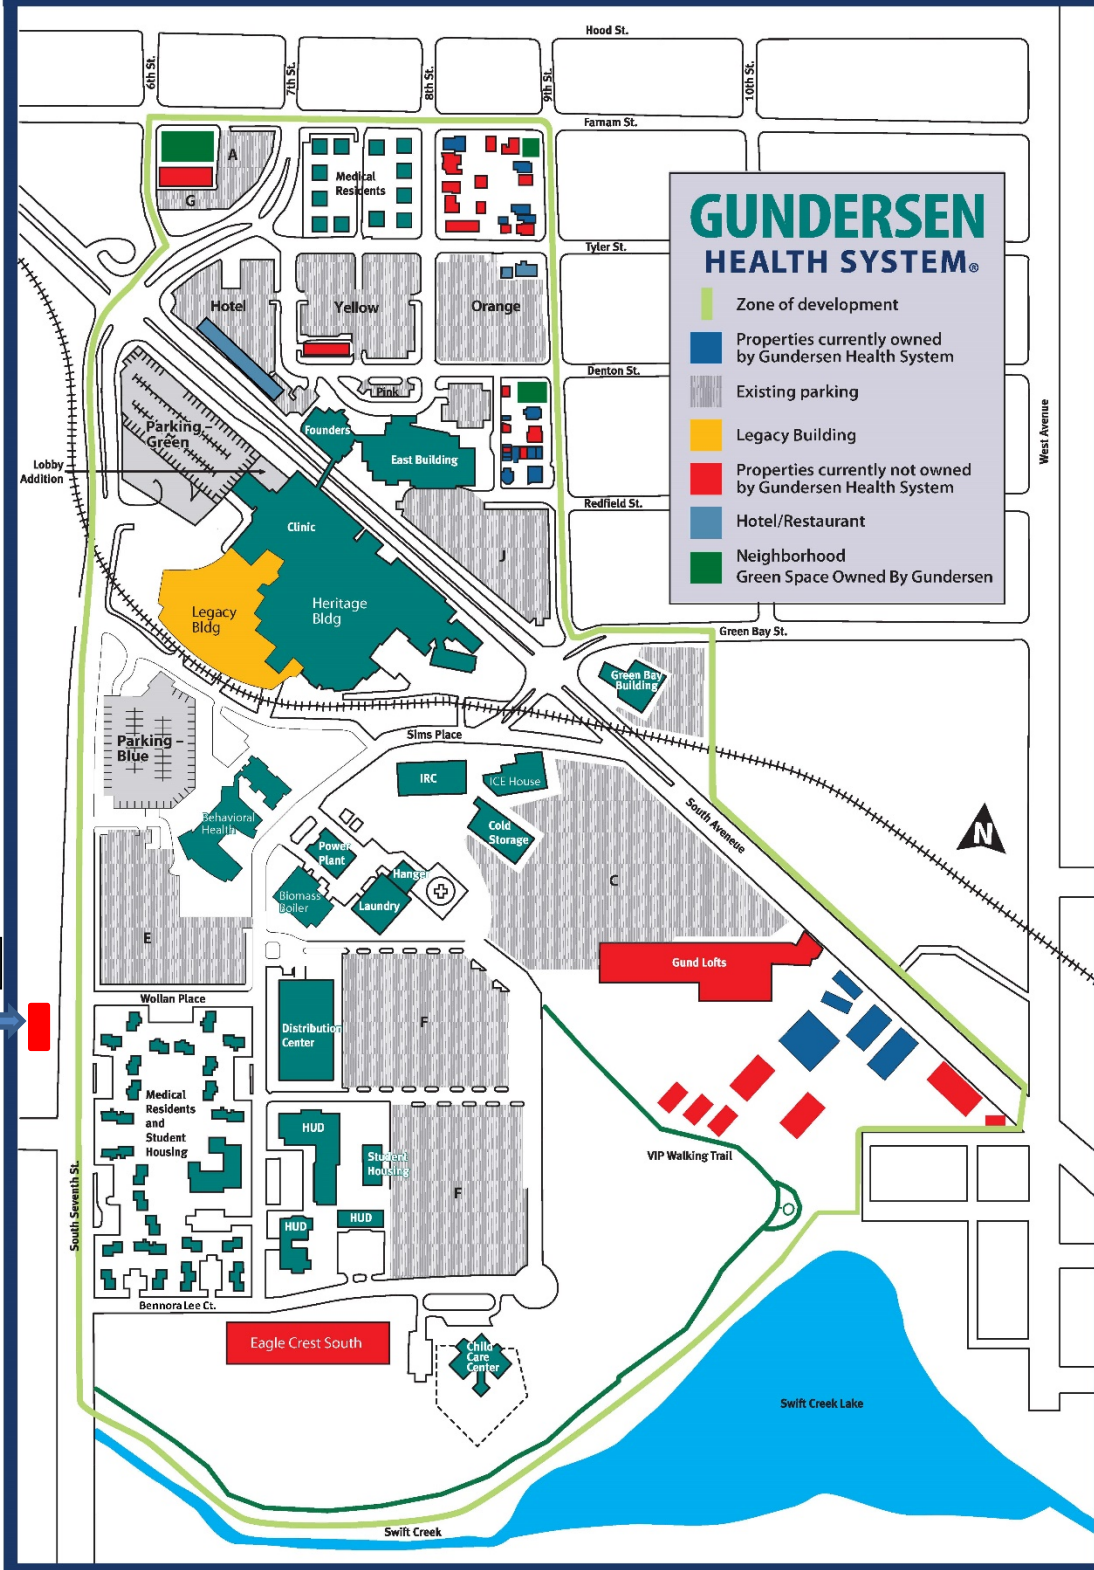 Hood St.
6th St.
7th St.
8th St.
9th St.
10th St.
Farnam St.
A
G
Medical
Residents
Tyler St.
Hotel
Yellow
Orange
GUNDERSEN
HEALTH SYSTEM®
Zone of development
Properties currently owned
by Gundersen Health System
Existing parking
Legacy Building
Properties currently not owned
by Gundersen Health System
Hotel/Restaurant
Neighborhood
Green Space Owned By Gundersen
Denton St.
Pink
West Avenue
Parking –
Green
Founders
East Building
Lobby
Addition
Redfield St.
Clinic
J
Legacy
Bldg
Heritage
Bldg
Green Bay St.
Green Bay
Building
Parking –
Blue
Sims Place
IRC
ICE House
South Aveneue
Behavioral
Health
Cold
Storage
N
Power
Plant
Hanger
Biomass
Boiler
Laundry
C
E
Gund Lofts
Wollan Place
Distribution
Center
F
Medical
Residents
and
Student
Housing
HUD
Student
Housing
VIP Walking Trail
F
South Seventh St.
HUD
HUD
Bennora Lee Ct.
Eagle Crest South
Child
Care
Center
Swift Creek Lake
Swift Creek